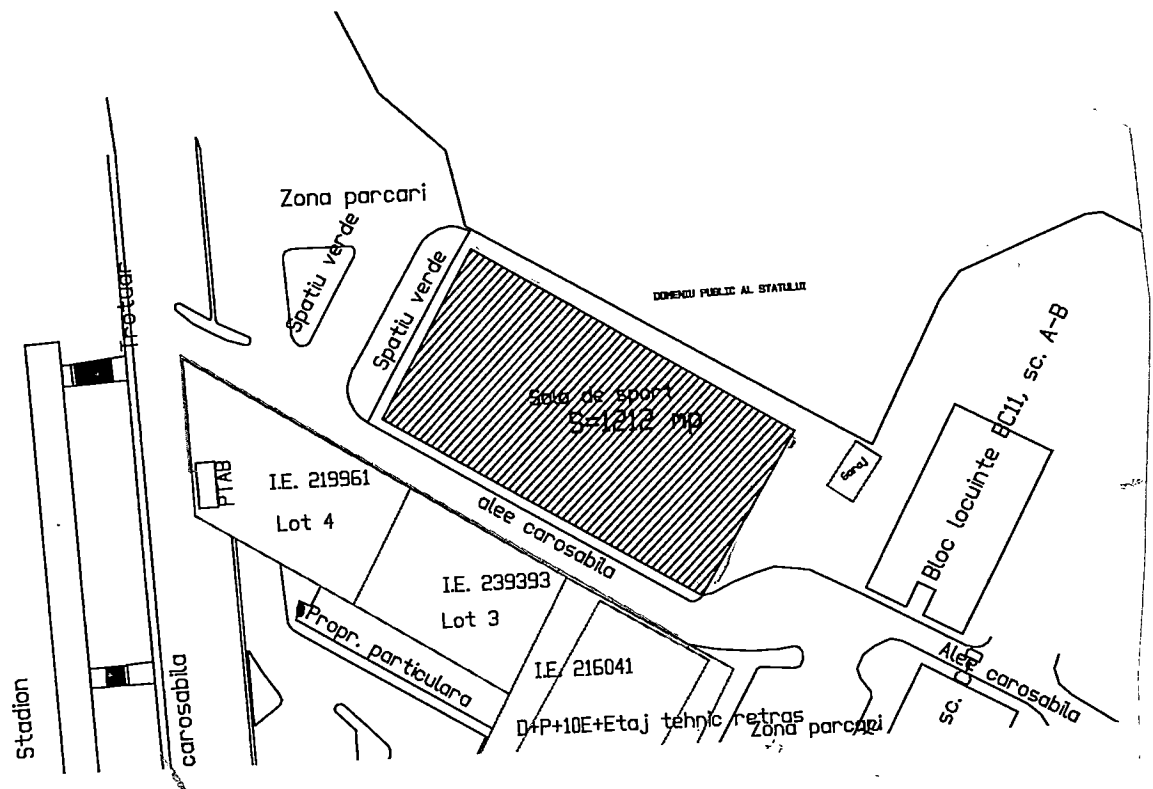 Zona parcari
Spatiu verde
Spatiu verde
Trotuar
DOMENIU PUBLIC AL STATULUI
Sala de sport
S=1212 mp
Garaj
Bloc locuinte BC11, sc. A-B
PTAB
I.E. 219961
Lot 4
alee carosabila
I.E. 239393
Lot 3
Propr. particulara
I.E. 216041
D+P+10E+Etaj tehnic retras
Zona parcari
Alee carosabila
sc. C-D
Stadion
carosabila